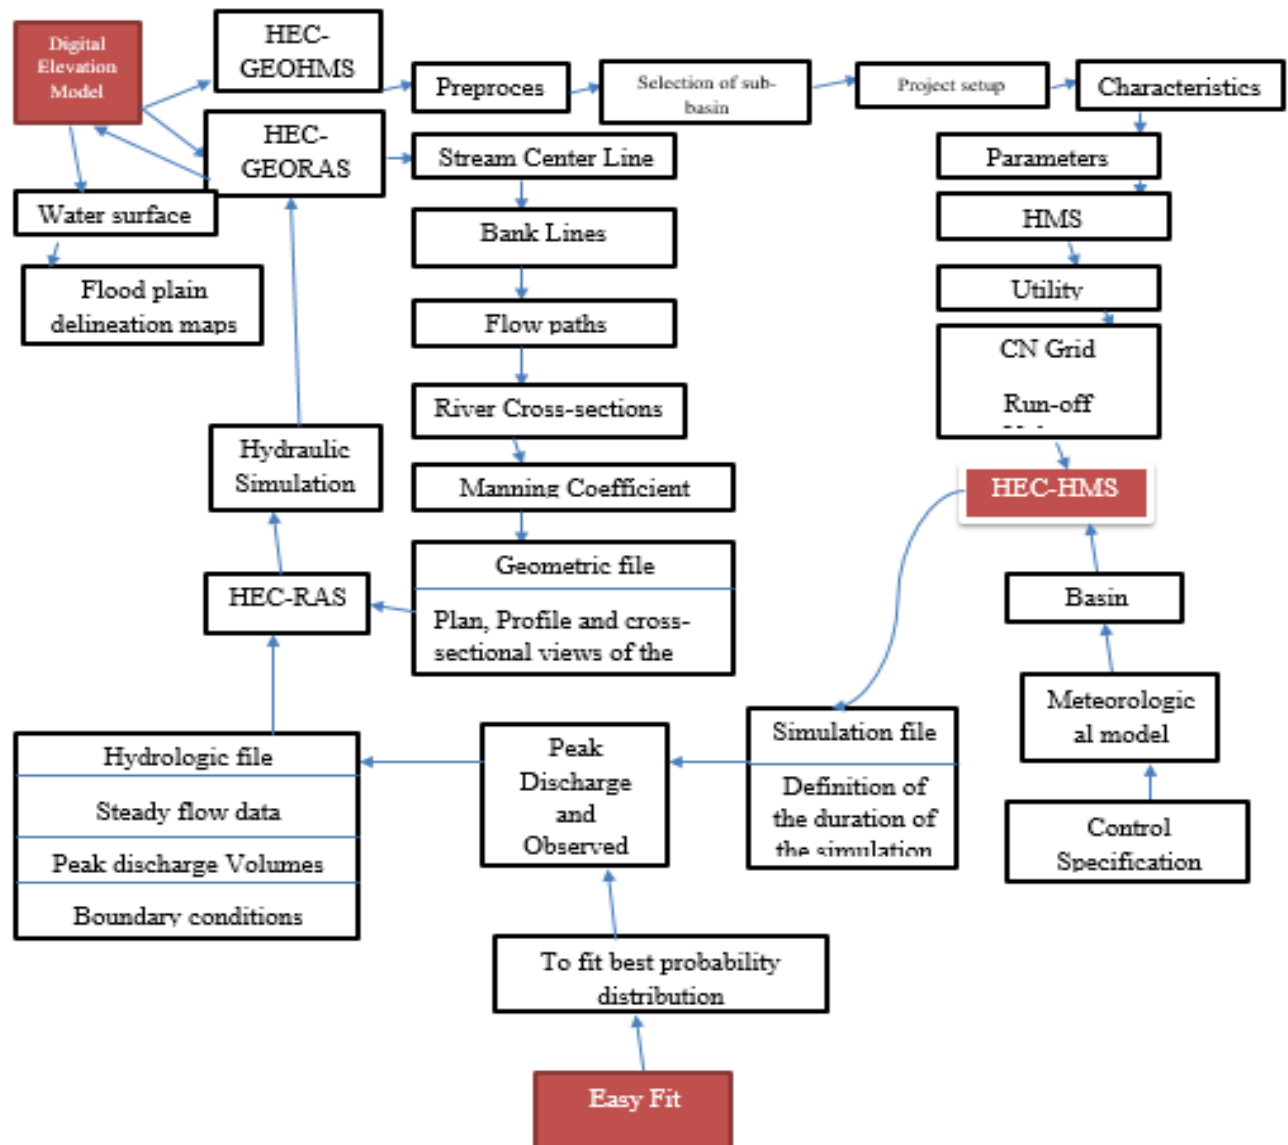 Digital
Elevation
Model
HEC-
GEOHMS
Preproces
Selection of sub-
basin
Project setup
Characteristics
HEC-
GEORAS
Stream Center Line
Parameters
Water surface
Bank Lines
HMS
Flood plain
delineation maps
Flow paths
Utility
CN Grid
Run-off
River Cross-sections
Hydraulic
Simulation
Manning Coefficient
HEC-HMS
Geometric file
Plan, Profile and cross-
sectional views of the
HEC-RAS
Basin
Meteorologic
al model
Control
Specification
Simulation file
Definition of
the duration of
the simulation
Peak
Discharge
and
Observed
Hydrologic file
Steady flow data
Peak discharge Volumes
Boundary conditions
To fit best probability
distribution
Easy Fit